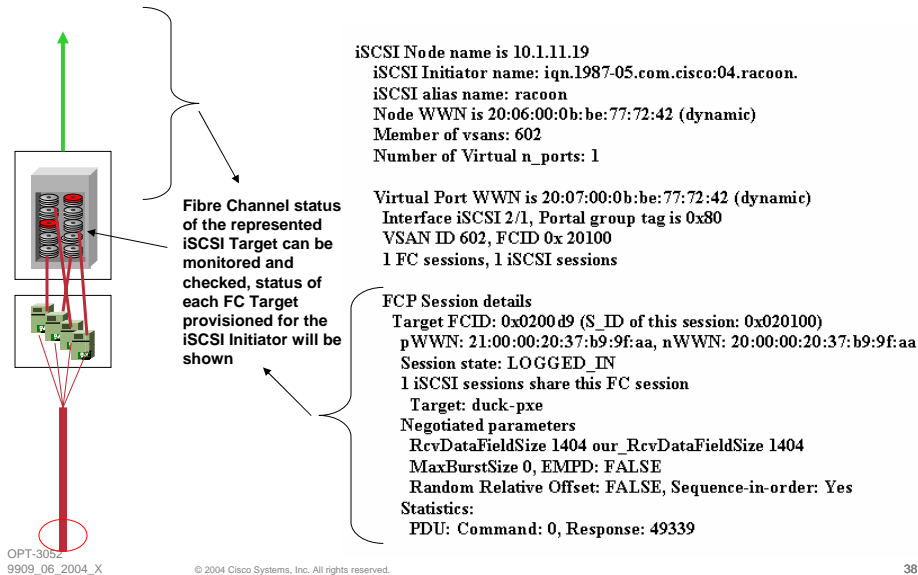 iSCSI Node name is 10.1.11.19
iSCSI Initiator name: iqn.1987-05.com.cisco:04.racoon.
iSCSI alias name: racoon
Node WWN is 20:06:00:0b:be:77:72:42 (dynamic)
Member of vsans: 602
Number of Virtual n_ports: 1
Virtual Port WWN is 20:07:00:0b:be:77:72:42 (dynamic)
Interface iSCSI 2/1, Portal group tag is 0x80
VSAN ID 602, FCID 0x 20100
1 FC sessions, 1 iSCSI sessions
Fibre Channel status
of the represented
iSCSI Target can be
monitored and
checked, status of
each FC Target
provisioned for the
iSCSI Initiator will be
shown
FCP Session details
Target FCID: 0x0200d9 (S_ID of this session: 0x020100)
pWWN: 21:00:00:20:37:b9:9f:aa, nWWN: 20:00:00:20:37:b9:9f:aa
Session state: LOGGED_IN
1 iSCSI sessions share this FC session
Target: duck-pxe
Negotiated parameters
RcvDataFieldSize 1404 our_RcvDataFieldSize 1404
MaxBurstSize 0, EMPD: FALSE
Random Relative Offset: FALSE, Sequence-in-order: Yes
Statistics:
PDU: Command: 0, Response: 49339
OPT-3052
9909_06_2004_X
© 2004 Cisco Systems, Inc. All rights reserved.
38